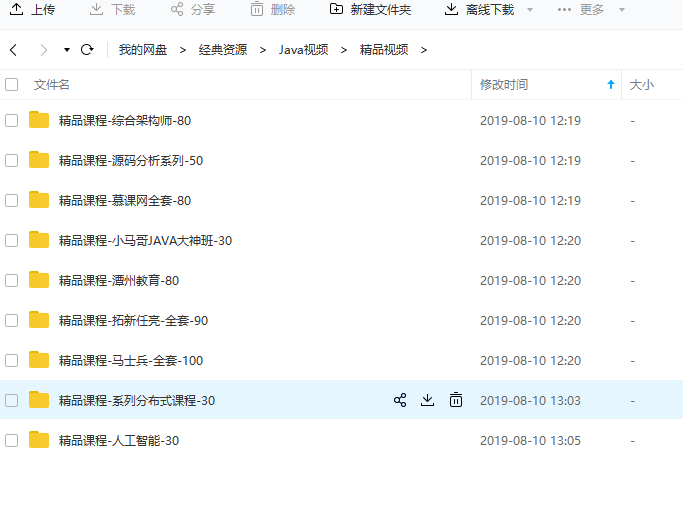 上传 下载 分享 删除 新建文件夹 离线下载 更多
我的网盘 > 经典资源 > Java视频 > 精品视频 >
文件名 修改时间 大小
精品课程-综合架构师-80 2019-08-10 12:19 -
精品课程-源码分析系列-50 2019-08-10 12:19 -
精品课程-慕课网全套-80 2019-08-10 12:19 -
精品课程-小马哥JAVA大神班-30 2019-08-10 12:20 -
精品课程-潭州教育-80 2019-08-10 12:20 -
精品课程-拓新任亮-全套-90 2019-08-10 12:20 -
精品课程-马士兵-全套-100 2019-08-10 12:20 -
精品课程-系列分布式课程-30 2019-08-10 13:03 -
精品课程-人工智能-30 2019-08-10 13:05 -